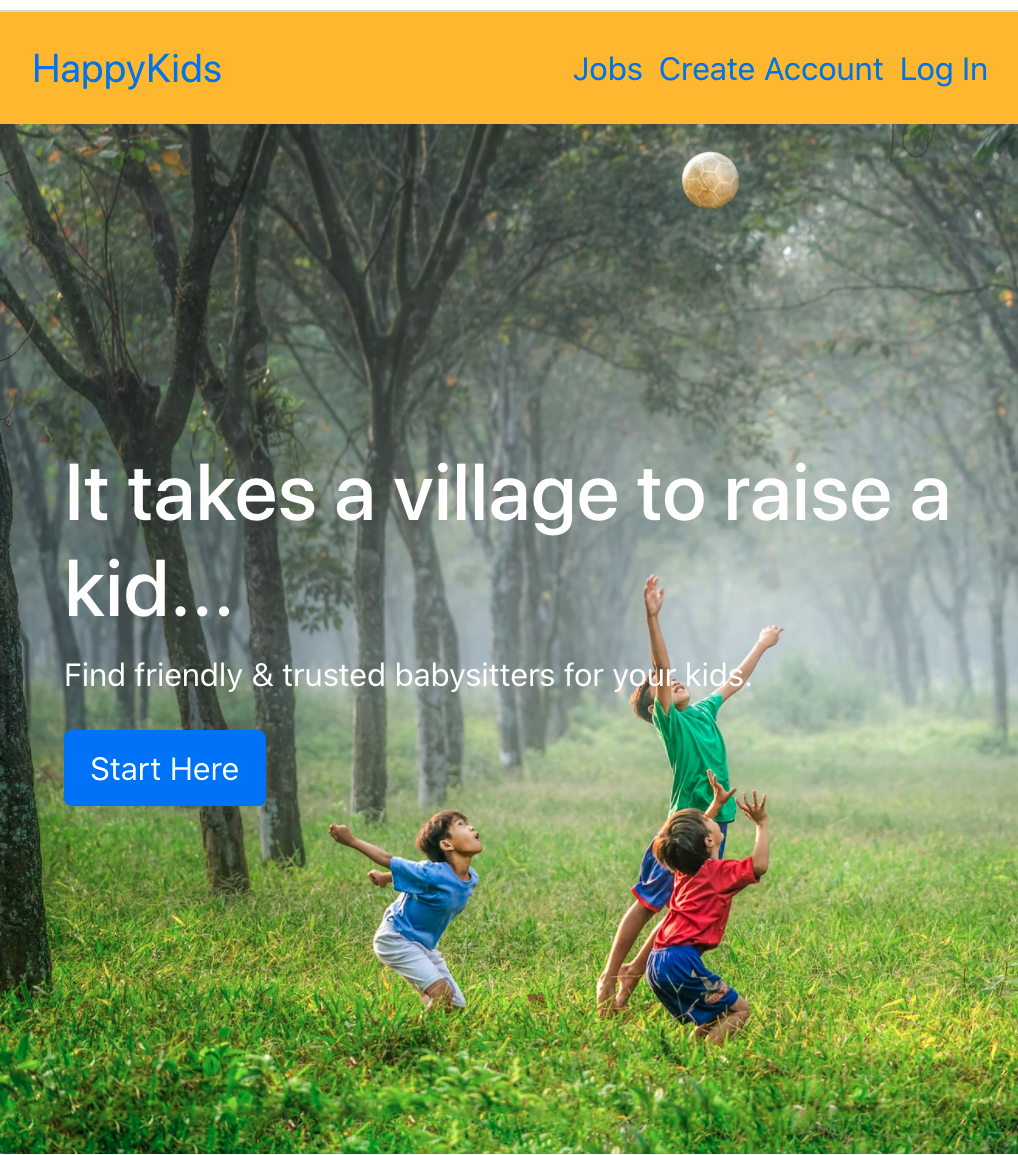 HappyKids
Jobs Create Account Log In
It takes a village to raise a
kid...
Find friendly & trusted babysitters for your kids.
Start Here